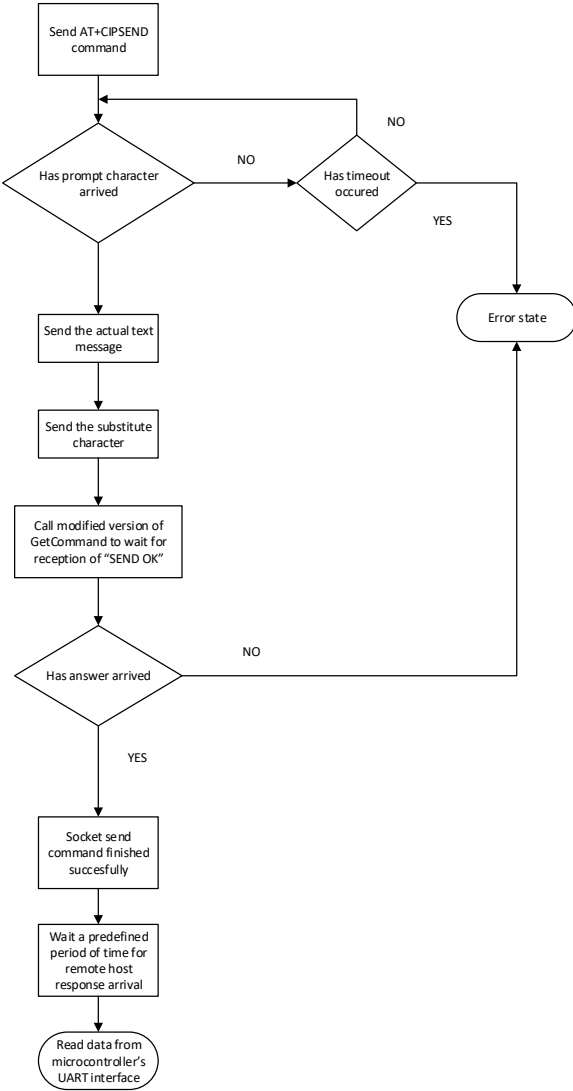 Send AT+CIPSEND
command
NO
Has prompt character
arrived
NO
Has timeout
occured
YES
Error state
Send the actual text
message
Send the substitute
character
Call modified version of
GetCommand to wait for
reception of “SEND OK”
Has answer arrived
NO
YES
Socket send
command finished
succesfully
Wait a predefined
period of time for
remote host
response arrival
Read data from
microcontroller’s
UART interface